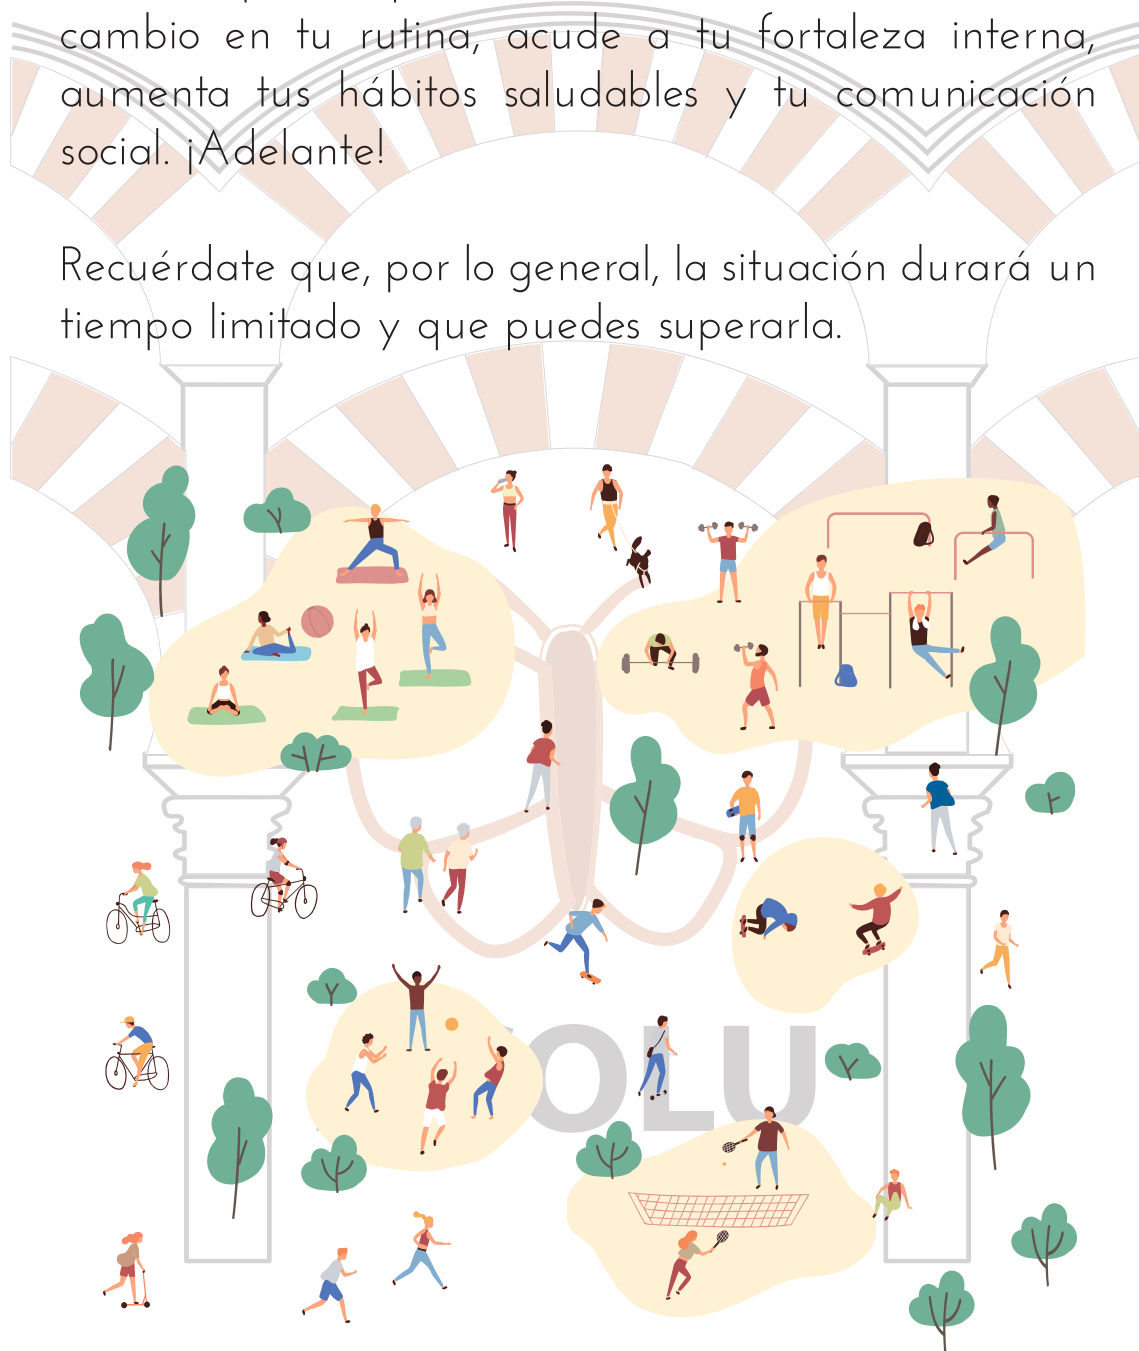 cambio en tu rutina, acude a tu fortaleza interna,
aumenta tus hábitos saludables y tu comunicación
social. ¡Adelante!
Recuérdate que, por lo general, la situación durará un
tiempo limitado y que puedes superarla.
OLU